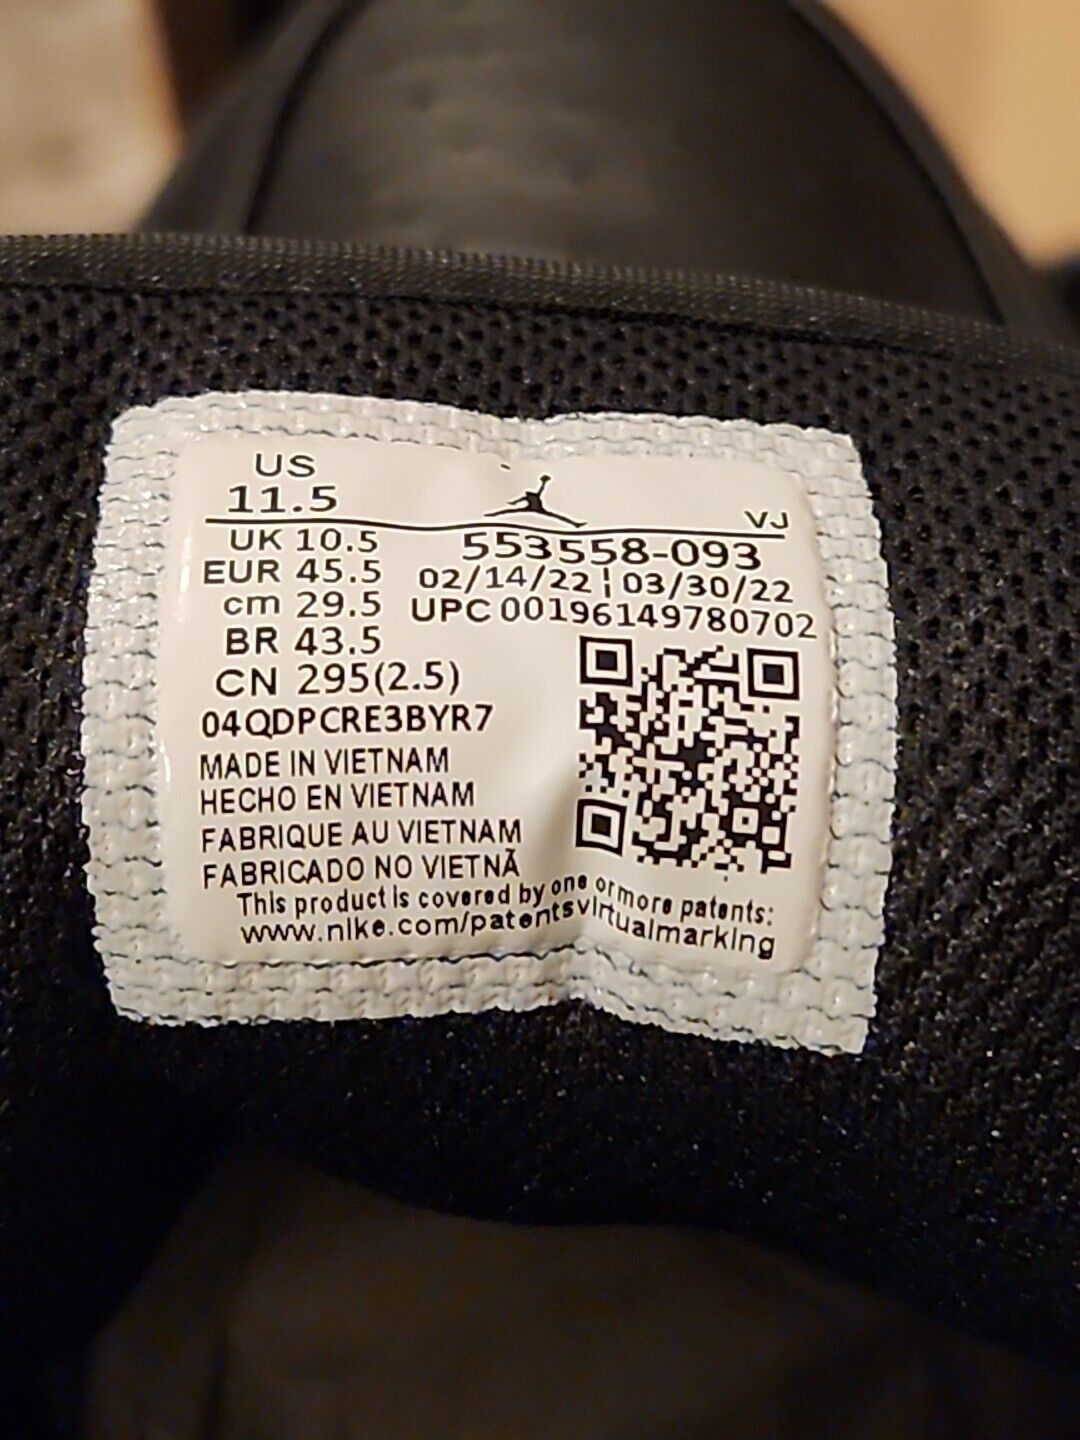 US
11.5
VJ
UK 10.5
553558-093
EUR 45.5
02/14/22 ¦ 03/30/22
cm 29.5
UPC 00196149780702
BR 43.5
CN 295(2.5)
04QDPCRE3BYR7
MADE IN VIETNAM
HECHO EN VIETNAM
FABRIQUE AU VIETNAM
FABRICADO NO VIETNÃ
This product is covered by one or more patents:
www.nike.com/patentsvirtualmarking